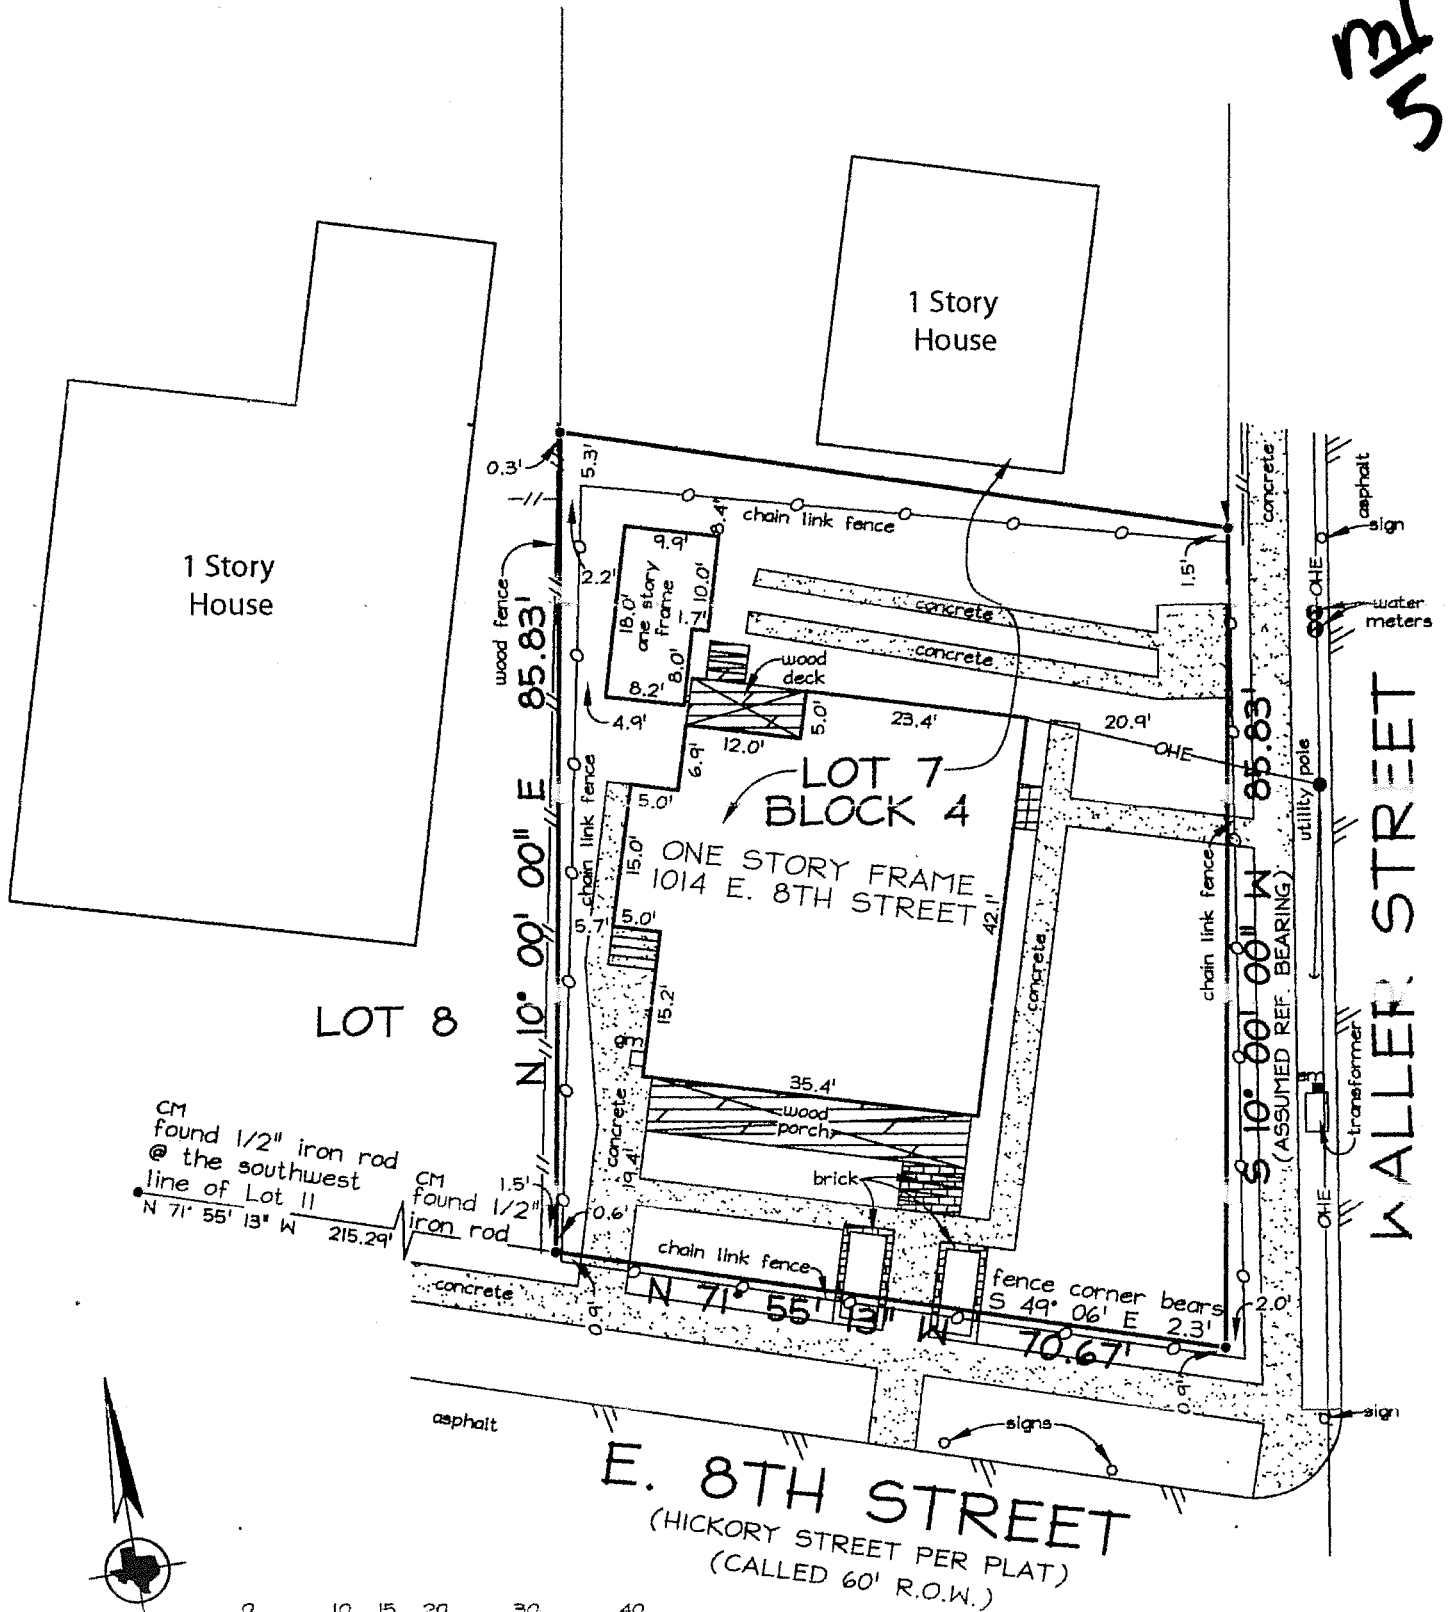 1 Story
House
1 Story
House
0.3'
5.3'
chain link fence
8.4'
9.9'
10.0'
1.7'
18.0'
one story
frame
8.0'
8.2'
2.2'
4.9'
wood fence
N 10° 00' 00" E 85.83'
chain link fence
concrete
concrete
wood
deck
5.0'
12.0'
23.4'
20.9'
OHE
6.9'
5.0'
15.0'
5.0'
5.7'
15.2'
LOT 7
BLOCK 4
ONE STORY FRAME
1014 E. 8TH STREET
42.1'
concrete
gm
35.4'
wood
porch
concrete
19.4'
brick
1.5'
concrete
asphalt
sign
OHE
water
meters
utility pole
S 10° 00' 00" W 85.83'
(ASSUMED REF. BEARING)
chain link fence
em
transformer
OHE
WALLER STREET
LOT 8
CM
found 1/2" iron rod
@ the southwest
line of Lot 11
N 71° 55' 13" W 215.29'
CM
found 1/2"
iron rod
1.5'
0.6'
0.9'
concrete
chain link fence
fence corner bears
S 49° 06' E 2.3'
2.0'
0.9'
N 71° 55' 13" W 70.67'
signs
sign
asphalt
E. 8TH STREET
(HICKORY STREET PER PLAT)
(CALLED 60' R.O.W.)
0 10 15 20 30 40